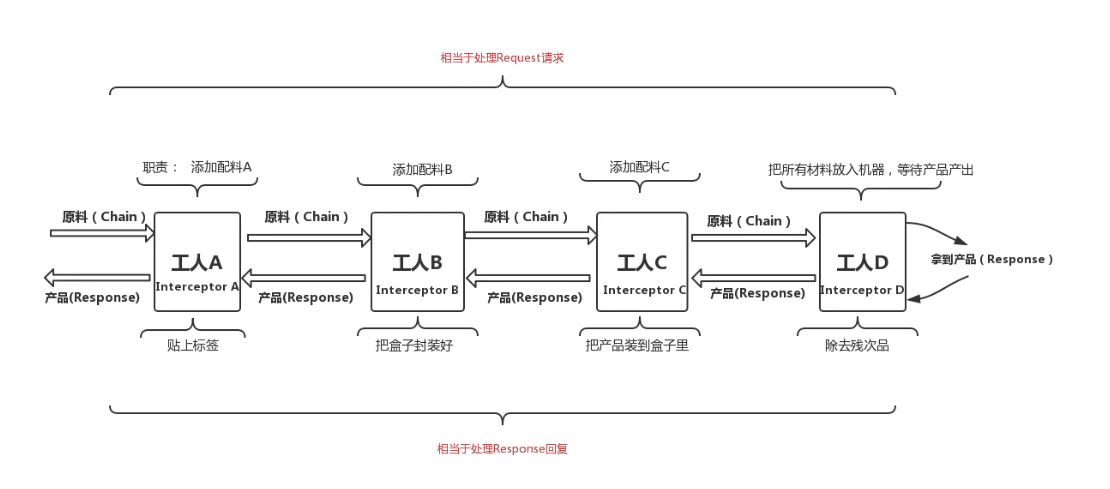 相当于处理Request请求
职责： 添加配料A
添加配料B
添加配料C
把所有材料放入机器，等待产品产出
原料（Chain）
原料（Chain）
原料（Chain）
原料（Chain）
工人A
Interceptor A
工人B
Interceptor B
工人C
Interceptor C
工人D
Interceptor D
拿到产品（Response）
产品(Response)
产品(Response)
产品(Response)
产品(Response)
贴上标签
把盒子封装好
把产品装到盒子里
除去残次品
相当于处理Response回复